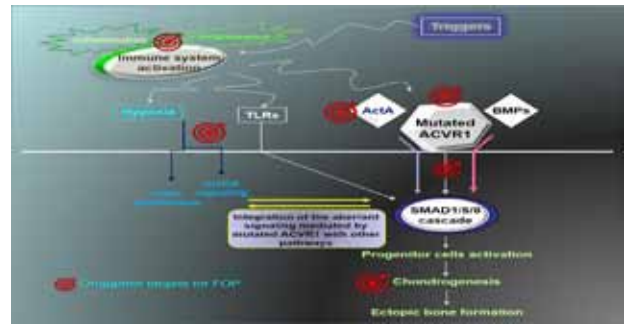 Triggers
Immune system
activation
Hypoxia
TLRs
ActA
Mutated
ACVR1
BMPs
Integration of the aberrant
signaling mediated by
mutated ACVR1 with other
pathways
SMAD1/5/8
cascade
Progenitor cells activation
Chondrogenesis
Ectopic bone formation
targets for FOP